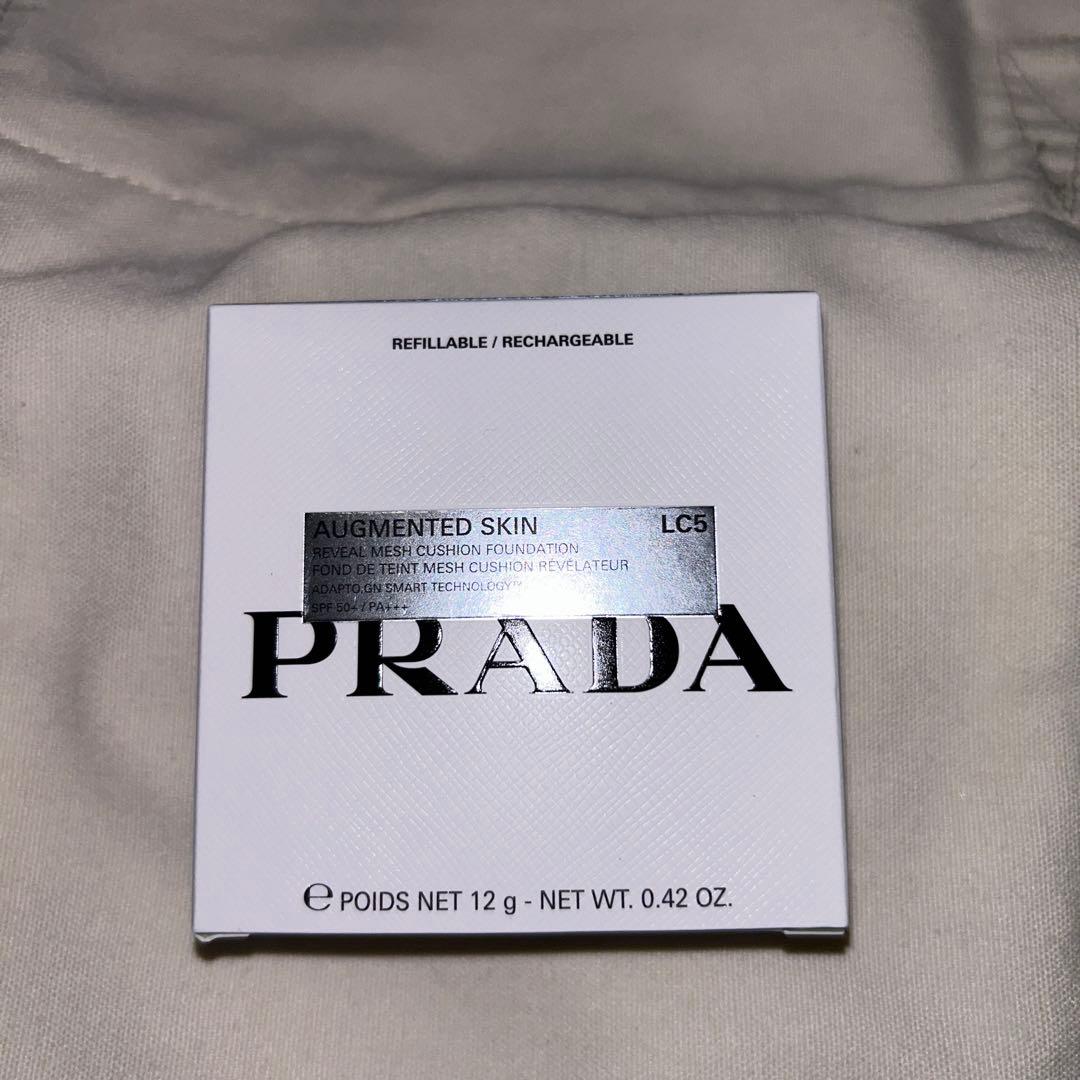 REFILLABLE / RECHARGEABLE
AUGMENTED SKIN LC5
REVEAL MESH CUSHION FOUNDATION
FOND DE TEINT MESH CUSHION RÉVÉLATEUR
ADAPTO.GN SMART TECHNOLOGY™
SPF 50+ / PA+++
PRADA
℮ POIDS NET 12 g - NET WT. 0.42 OZ.